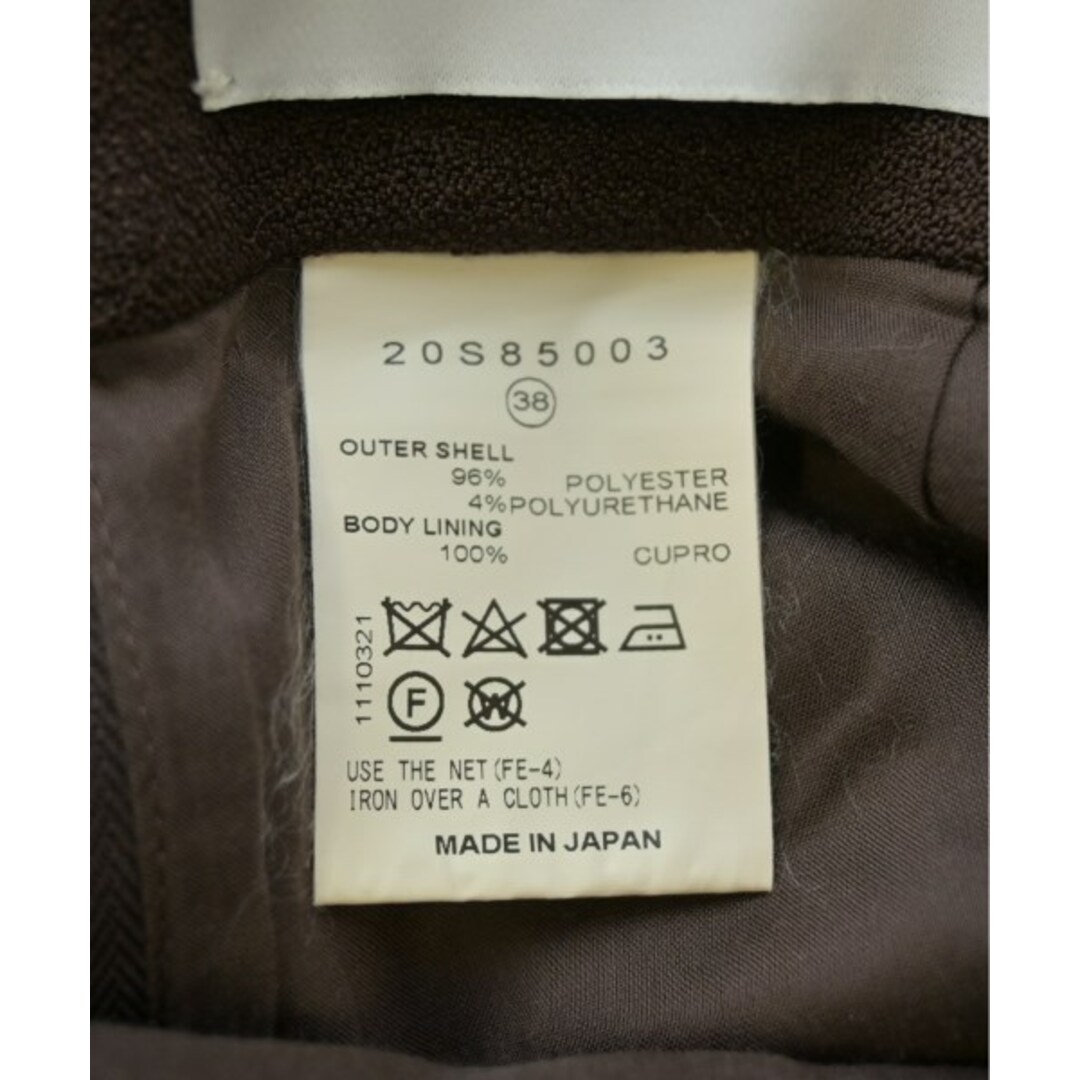 20S85003
38
OUTER SHELL
96% POLYESTER
4% POLYURETHANE
BODY LINING
100% CUPRO
1110321
F
W
USE THE NET(FE-4)
IRON OVER A CLOTH(FE-6)
MADE IN JAPAN